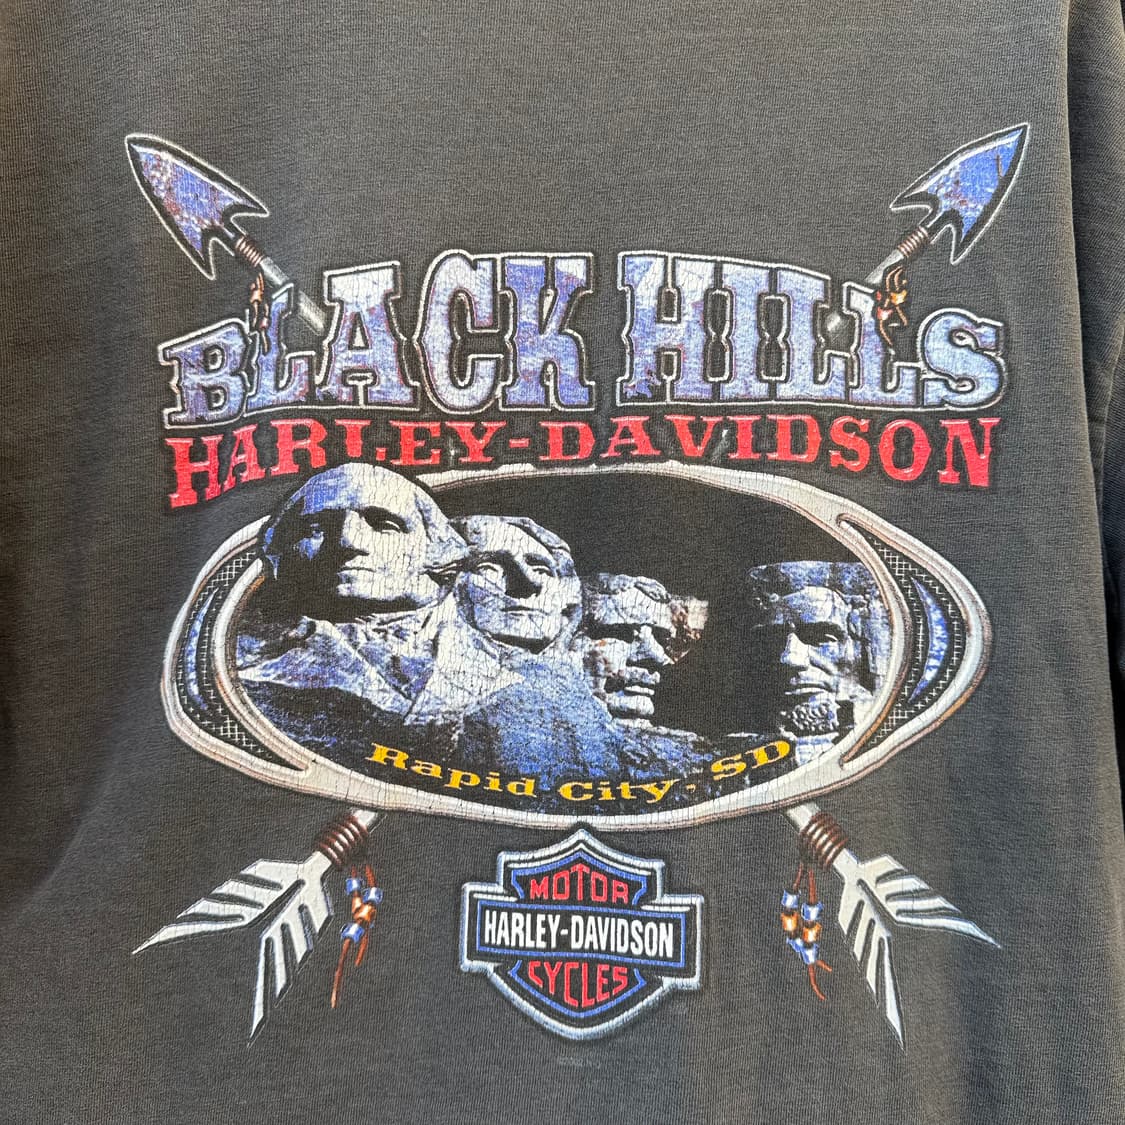 BLACK HILLS
HARLEY-DAVIDSON
Rapid City, SD
MOTOR
HARLEY-DAVIDSON
CYCLES